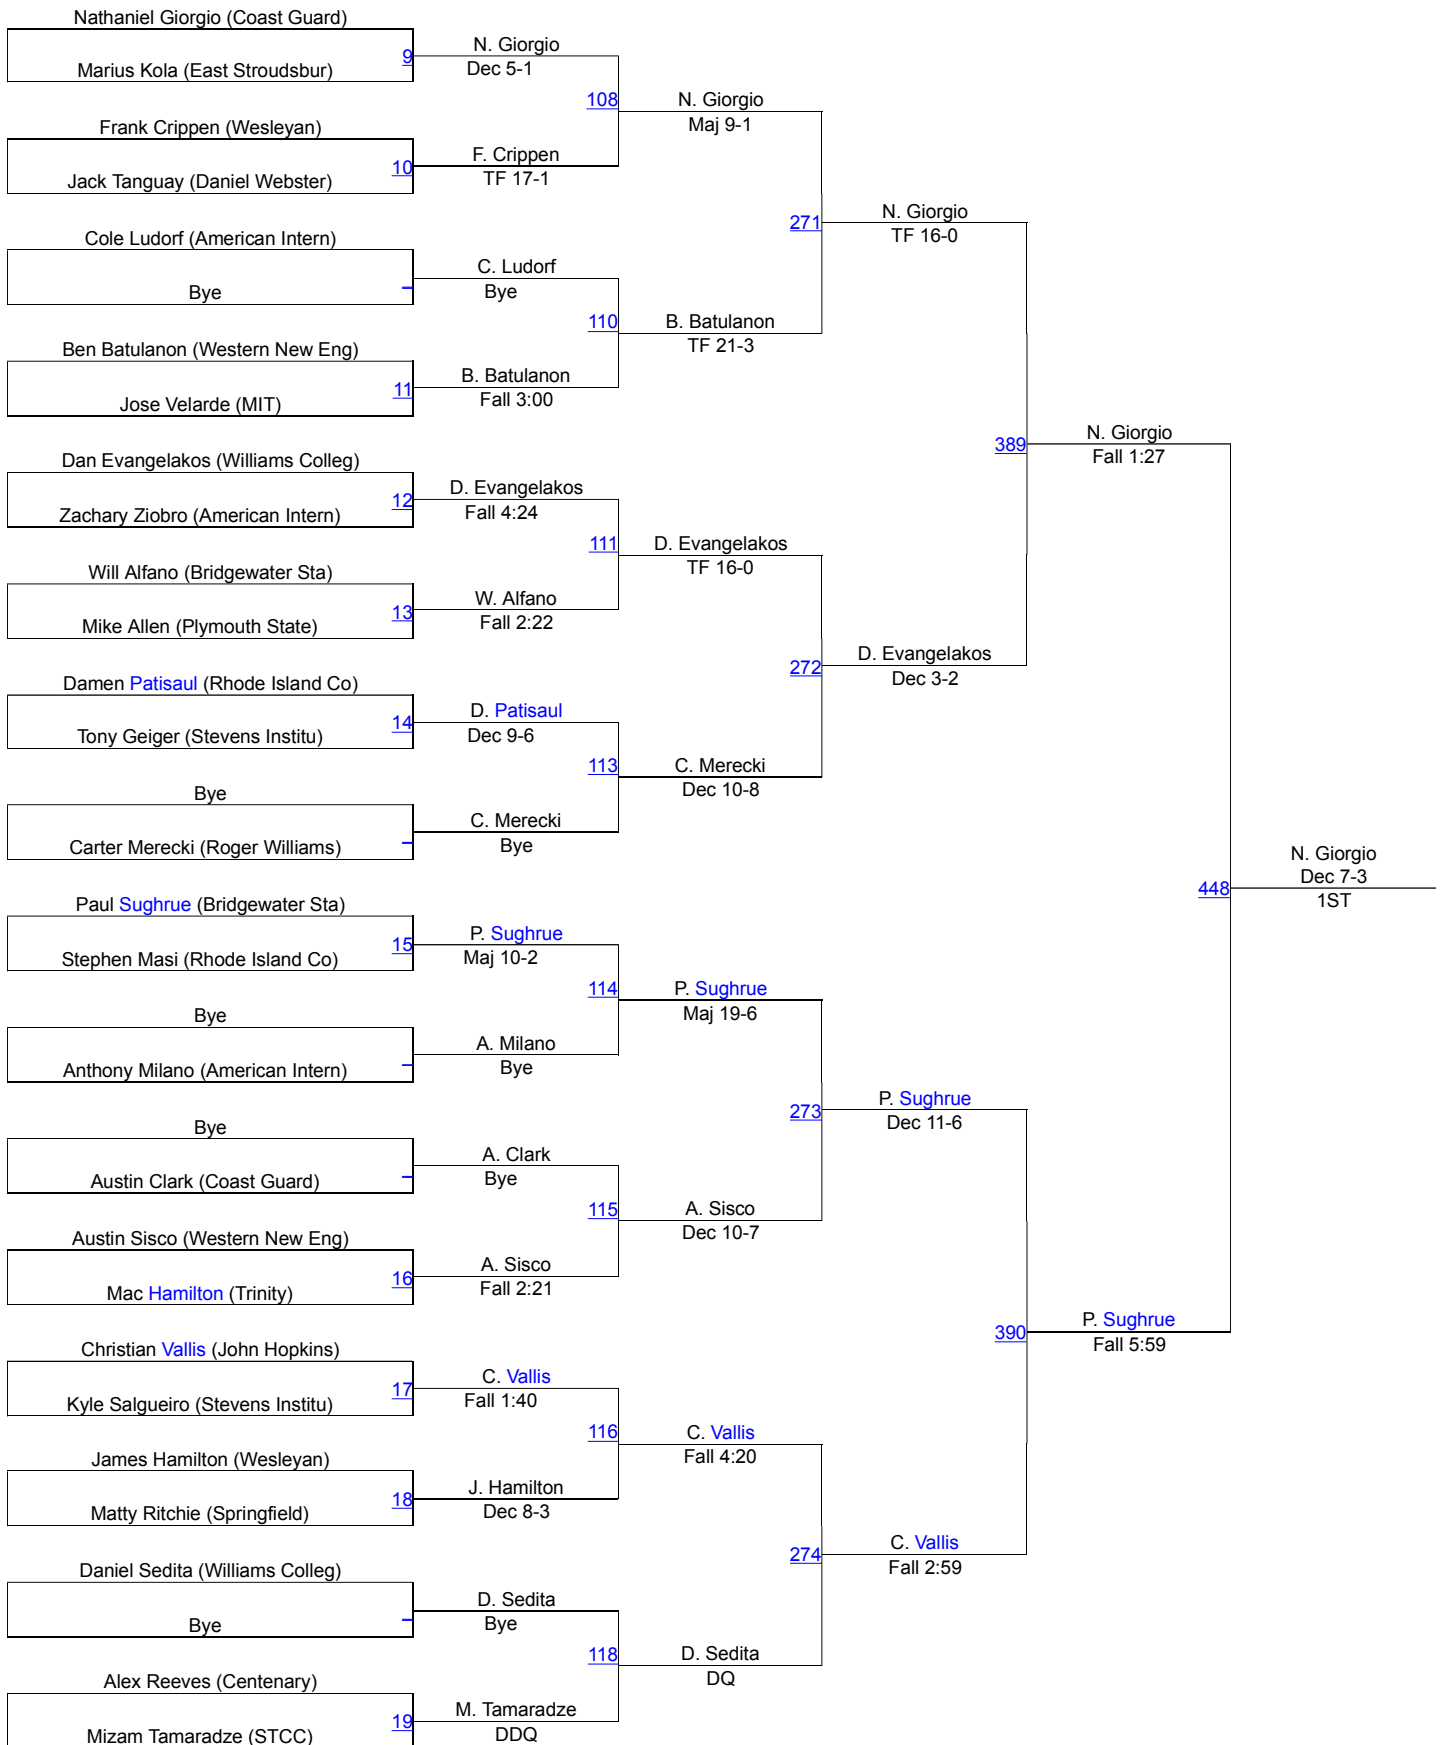 Nathaniel Giorgio (Coast Guard)
9
Marius Kola (East Stroudsbur)
Frank Crippen (Wesleyan)
10
Jack Tanguay (Daniel Webster)
Cole Ludorf (American Intern)
Bye
Ben Batulanon (Western New Eng)
11
Jose Velarde (MIT)
Dan Evangelakos (Williams Colleg)
12
Zachary Ziobro (American Intern)
Will Alfano (Bridgewater Sta)
13
Mike Allen (Plymouth State)
Damen Patisaul (Rhode Island Co)
14
Tony Geiger (Stevens Institu)
Bye
Carter Merecki (Roger Williams)
Paul Sughrue (Bridgewater Sta)
15
Stephen Masi (Rhode Island Co)
Bye
Anthony Milano (American Intern)
Bye
Austin Clark (Coast Guard)
Austin Sisco (Western New Eng)
16
Mac Hamilton (Trinity)
Christian Vallis (John Hopkins)
17
Kyle Salgueiro (Stevens Institu)
James Hamilton (Wesleyan)
18
Matty Ritchie (Springfield)
Daniel Sedita (Williams Colleg)
Bye
Alex Reeves (Centenary)
19
Mizam Tamaradze (STCC)
N. Giorgio
Dec 5-1
108
F. Crippen
TF 17-1
C. Ludorf
Bye
110
B. Batulanon
Fall 3:00
D. Evangelakos
Fall 4:24
111
W. Alfano
Fall 2:22
D. Patisaul
Dec 9-6
113
C. Merecki
Bye
P. Sughrue
Maj 10-2
114
A. Milano
Bye
A. Clark
Bye
115
A. Sisco
Fall 2:21
C. Vallis
Fall 1:40
116
J. Hamilton
Dec 8-3
D. Sedita
Bye
118
M. Tamaradze
DDQ
N. Giorgio
Maj 9-1
271
B. Batulanon
TF 21-3
D. Evangelakos
TF 16-0
272
C. Merecki
Dec 10-8
P. Sughrue
Maj 19-6
273
A. Sisco
Dec 10-7
C. Vallis
Fall 4:20
274
D. Sedita
DQ
N. Giorgio
TF 16-0
389
D. Evangelakos
Dec 3-2
P. Sughrue
Dec 11-6
390
C. Vallis
Fall 2:59
N. Giorgio
Fall 1:27
448
P. Sughrue
Fall 5:59
N. Giorgio
Dec 7-3
1ST